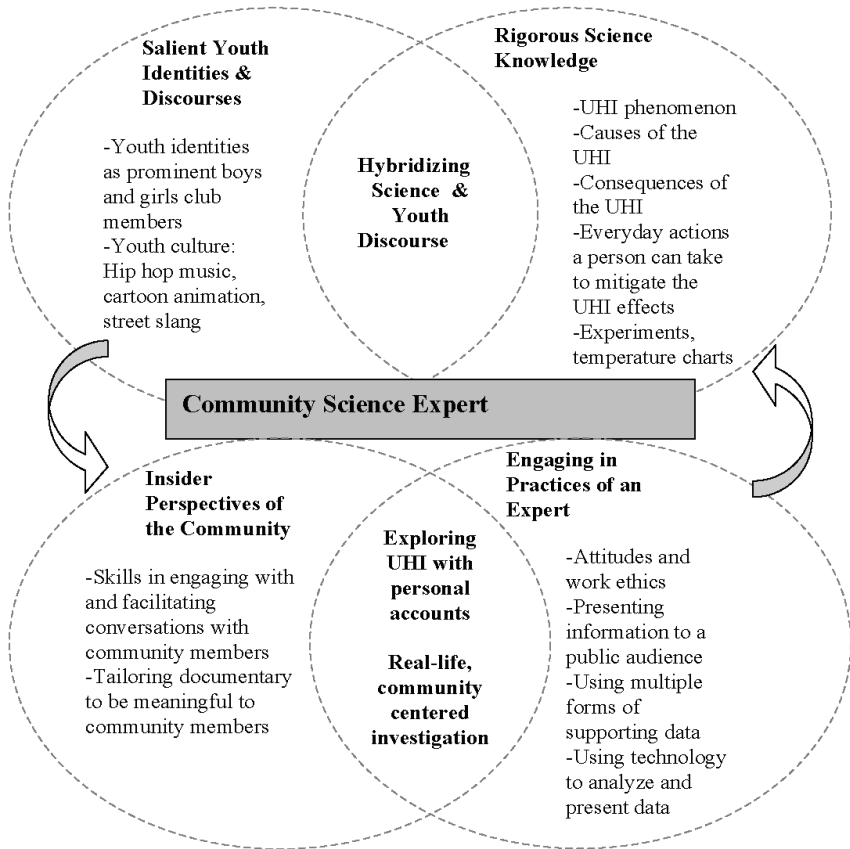 Salient Youth
Identities &
Discourses
-Youth identities
as prominent boys
and girls club
members
-Youth culture:
Hip hop music,
cartoon animation,
street slang
Hybridizing
Science &
Youth
Discourse
Rigorous Science
Knowledge
-UHI phenomenon
-Causes of the
UHI
-Consequences of
the UHI
-Everyday actions
a person can take
to mitigate the
UHI effects
-Experiments,
temperature charts
Community Science Expert
Insider
Perspectives of
the Community
-Skills in engaging with
and facilitating
conversations with
community members
-Tailoring documentary
to be meaningful to
community members
Exploring
UHI with
personal
accounts
Real-life,
community
centered
investigation
Engaging in
Practices of an
Expert
-Attitudes and
work ethics
-Presenting
information to a
public audience
-Using multiple
forms of
supporting data
-Using technology
to analyze and
present data